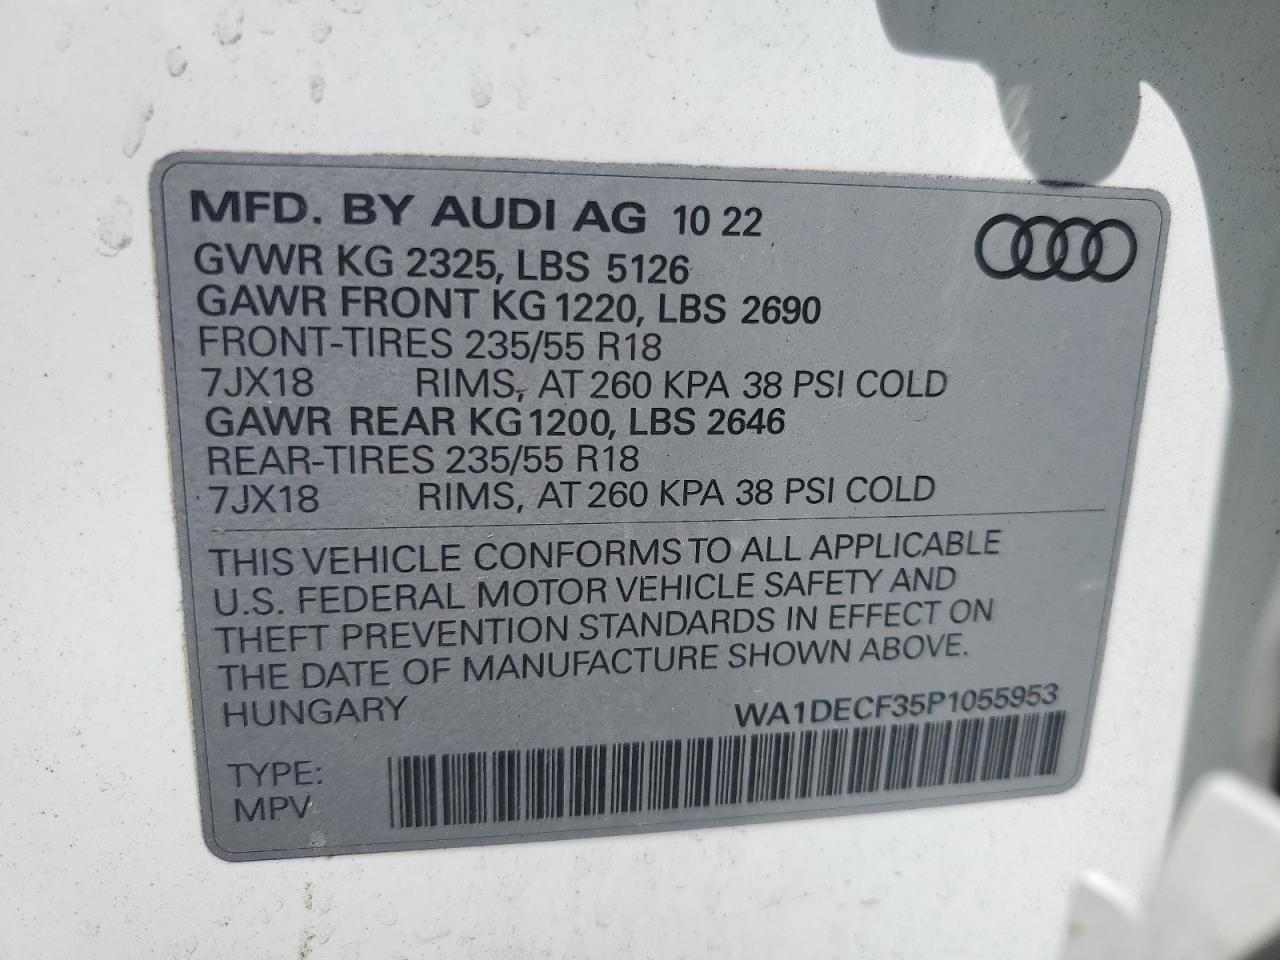 MFD. BY AUDI AG 10 22
GVWR KG 2325, LBS 5126
GAWR FRONT KG 1220, LBS 2690
FRONT-TIRES 235/55 R18
7JX18 RIMS, AT 260 KPA 38 PSI COLD
GAWR REAR KG 1200, LBS 2646
REAR-TIRES 235/55 R18
7JX18 RIMS, AT 260 KPA 38 PSI COLD
THIS VEHICLE CONFORMS TO ALL APPLICABLE
U.S. FEDERAL MOTOR VEHICLE SAFETY AND
THEFT PREVENTION STANDARDS IN EFFECT ON
THE DATE OF MANUFACTURE SHOWN ABOVE.
HUNGARY WA1DECF35P1055953
TYPE:
MPV